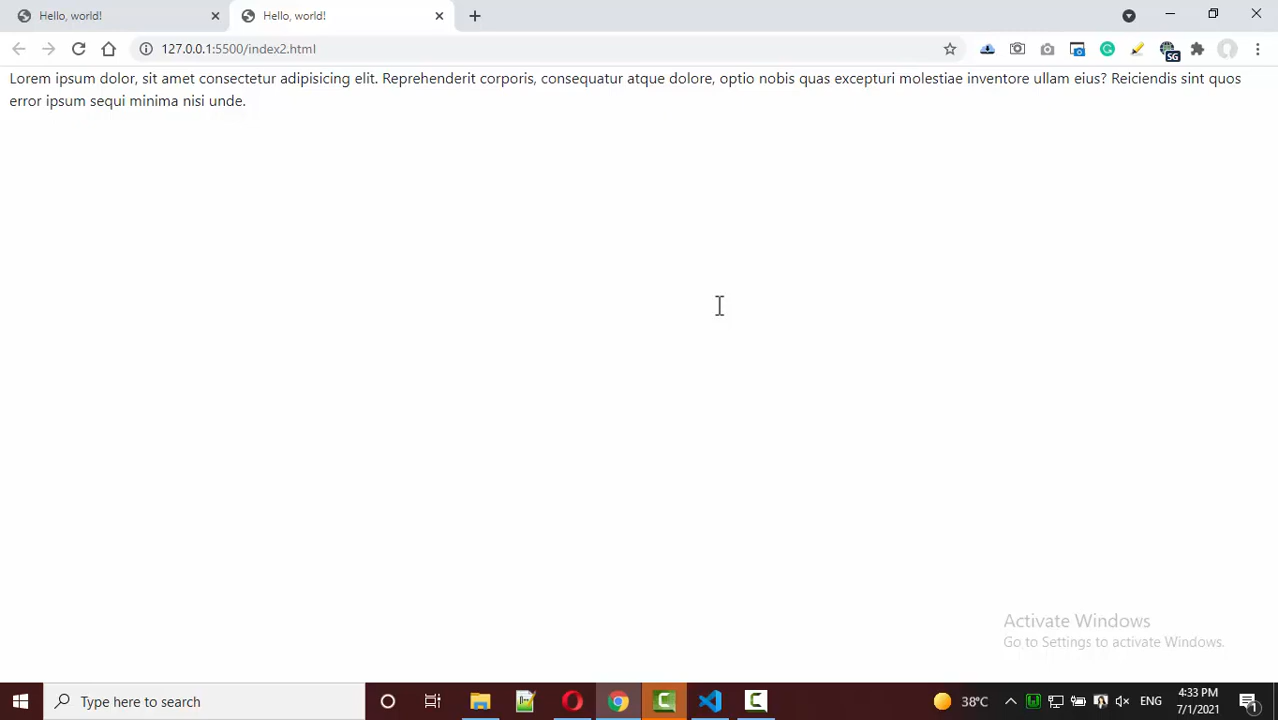 Hello, world!
Hello, world!
127.0.0.1:5500/index2.html
SG
Lorem ipsum dolor, sit amet consectetur adipisicing elit. Reprehenderit corporis, consequatur atque dolore, optio nobis quas excepturi molestiae inventore ullam eius? Reiciendis sint quos
error ipsum sequi minima nisi unde.
Activate Windows
Go to Settings to activate Windows.
Type here to search
38°C
ENG
4:33 PM
7/1/2021
1